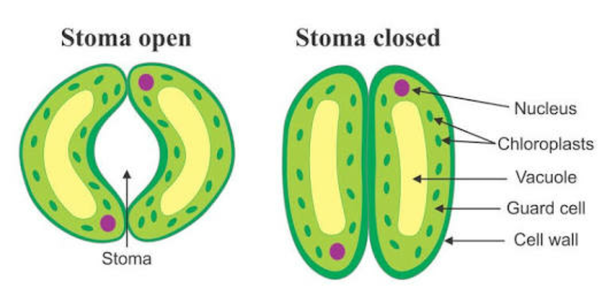 Stoma open
Stoma closed
Nucleus
Chloroplasts
Vacuole
Guard cell
Cell wall
Stoma